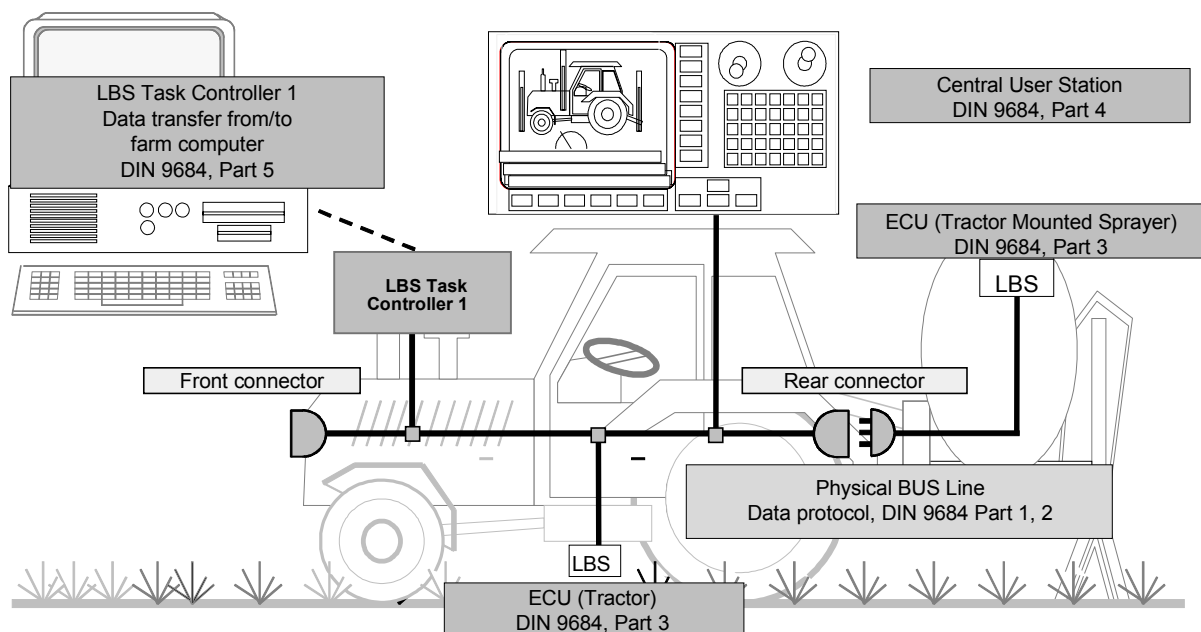 LBS Task Controller 1
Data transfer from/to
farm computer
DIN 9684, Part 5
Central User Station
DIN 9684, Part 4
ECU (Tractor Mounted Sprayer)
DIN 9684, Part 3
LBS
LBS Task
Controller 1
Front connector
Rear connector
Physical BUS Line
Data protocol, DIN 9684 Part 1, 2
LBS
ECU (Tractor)
DIN 9684, Part 3